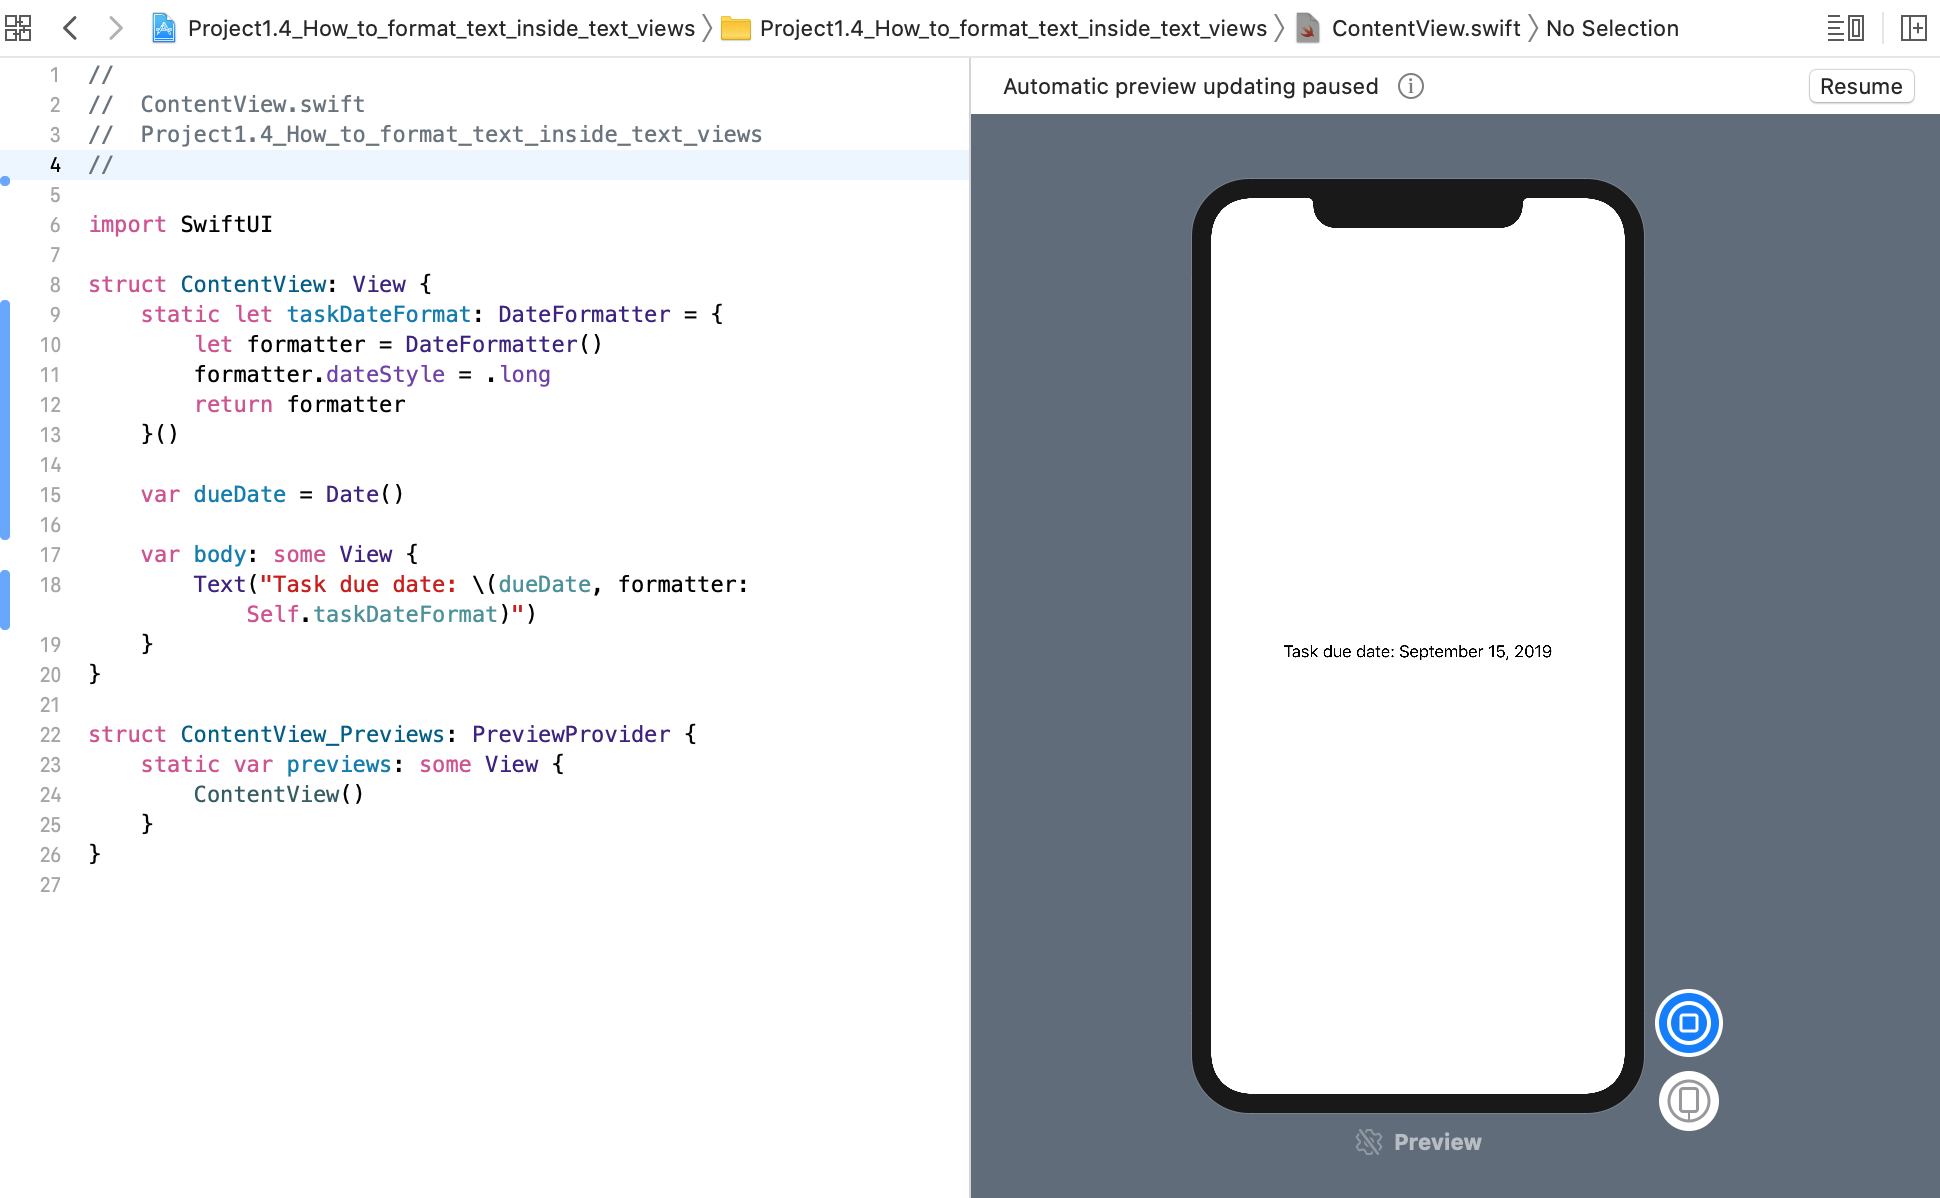 Project1.4_How_to_format_text_inside_text_views Project1.4_How_to_format_text_inside_text_views ContentView.swift No Selection
1 //
2 //  ContentView.swift
3 //  Project1.4_How_to_format_text_inside_text_views
4 //
5
6 import SwiftUI
7
8 struct ContentView: View {
9     static let taskDateFormat: DateFormatter = {
10         let formatter = DateFormatter()
11         formatter.dateStyle = .long
12         return formatter
13     }()
14
15     var dueDate = Date()
16
17     var body: some View {
18         Text("Task due date: \(dueDate, formatter:
            Self.taskDateFormat)")
19     }
20 }
21
22 struct ContentView_Previews: PreviewProvider {
23     static var previews: some View {
24         ContentView()
25     }
26 }
27
Automatic preview updating paused
Resume
Task due date: September 15, 2019
Preview